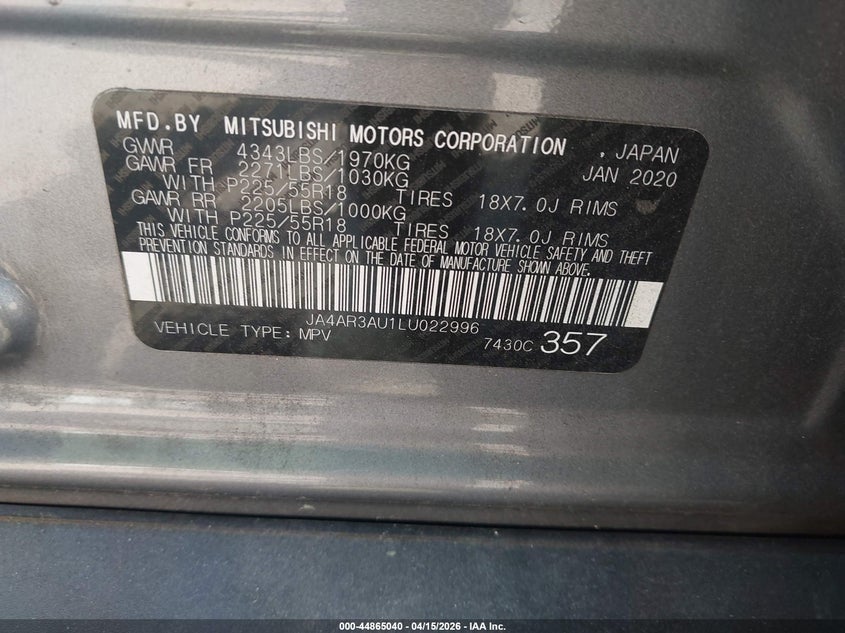 MFD.BY MITSUBISHI MOTORS CORPORATION , JAPAN
GVWR 4343LBS/1970KG JAN 2020
GAWR FR 2271LBS/1030KG
WITH P225/55R18 TIRES 18X7.0J RIMS
GAWR RR 2205LBS/1000KG
WITH P225/55R18 TIRES 18X7.0J RIMS
THIS VEHICLE CONFORMS TO ALL APPLICABLE FEDERAL MOTOR VEHICLE SAFETY AND THEFT
PREVENTION STANDARDS IN EFFECT ON THE DATE OF MANUFACTURE SHOWN ABOVE.
JA4AR3AU1LU022996
VEHICLE TYPE: MPV 7430C 357
000-44865040 - 04/15/2026 - IAA Inc.